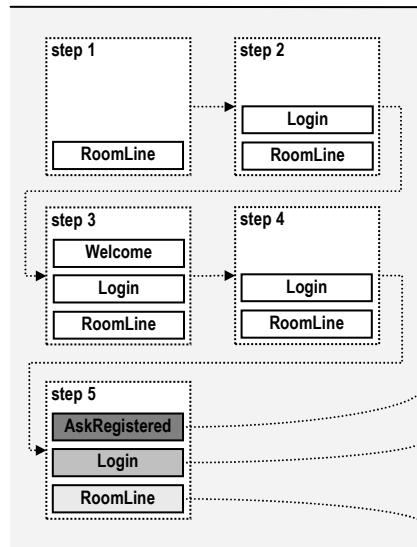 step 1
RoomLine
step 2
Login
RoomLine
step 3
Welcome
Login
RoomLine
step 4
Login
RoomLine
step 5
AskRegistered
Login
RoomLine